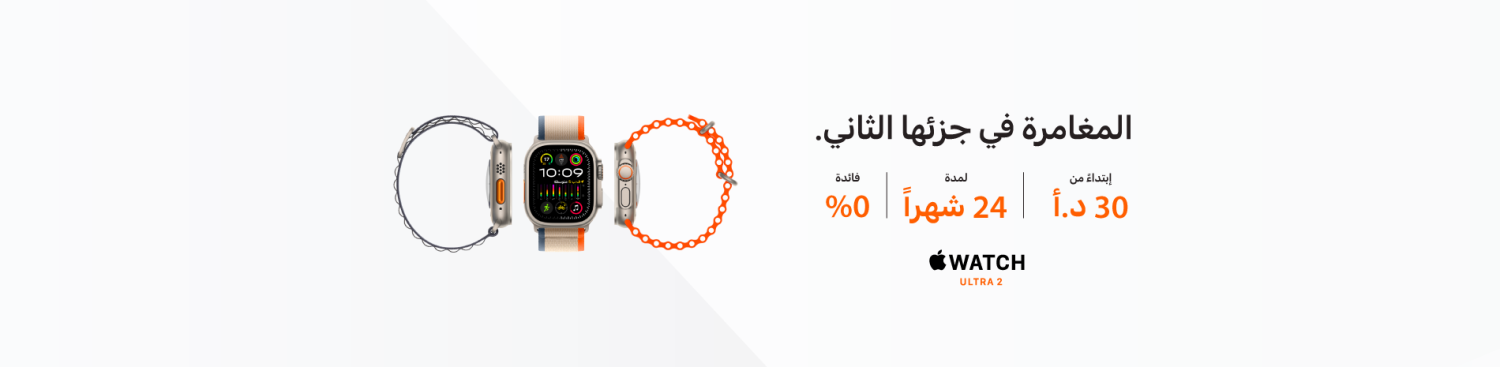 المغامرة في جزئها الثاني.
إبتداءً من
30 د.أ
لمدة
24 شهراً
فائدة
%0
WATCH
ULTRA 2
10:09